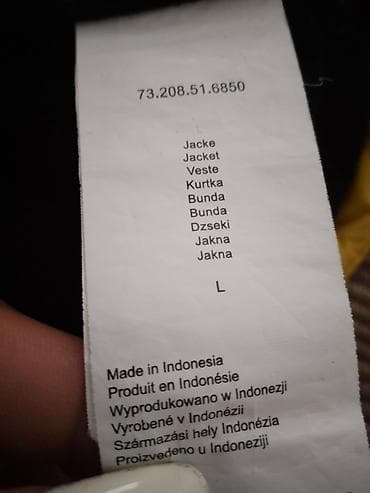 73.208.51.6850
Jacke
Jacket
Veste
Kurtka
Bunda
Bunda
Dzseki
Jakna
Jakna
L
Made in Indonesia
Produit en Indonésie
Wyprodukowano w Indonezji
Vyrobené v Indonézii
Származási hely Indonézia
Proizvedeno u Indoneziji